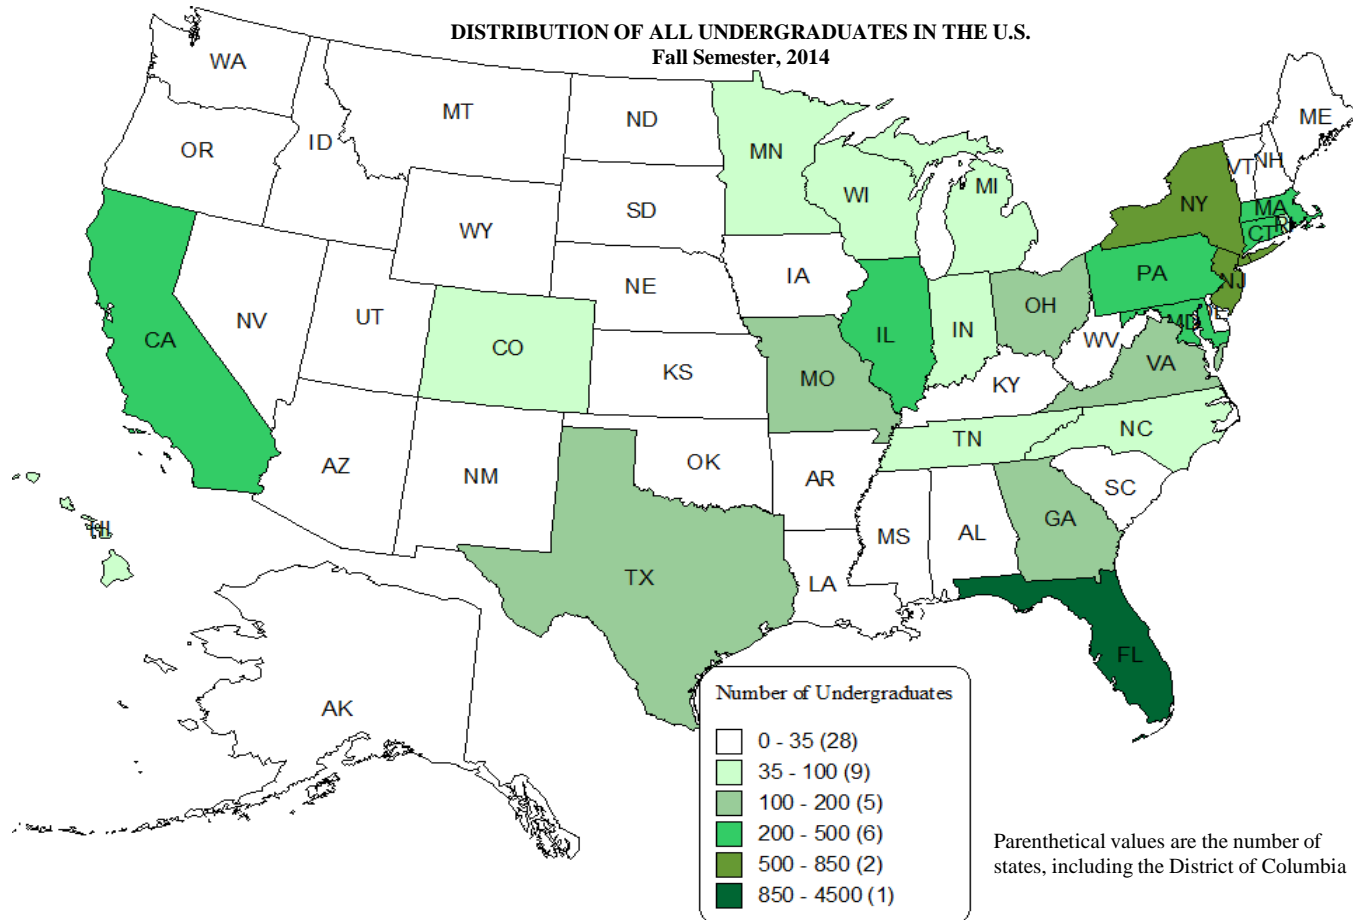 DISTRIBUTION OF ALL UNDERGRADUATES IN THE U.S.
Fall Semester, 2014
WA
MT
ND
MN
ME
OR
ID
VT
NH
WI
MI
SD
NY
MA
WY
CT
RI
IA
PA
NE
OH
NJ
NV
UT
IL
IN
MD
CA
CO
WV
VA
KS
MO
KY
TN
NC
AZ
OK
NM
AR
SC
HI
GA
MS
AL
TX
LA
FL
AK
Number of Undergraduates
0 - 35 (28)
35 - 100 (9)
100 - 200 (5)
200 - 500 (6)
500 - 850 (2)
850 - 4500 (1)
Parenthetical values are the number of
states, including the District of Columbia